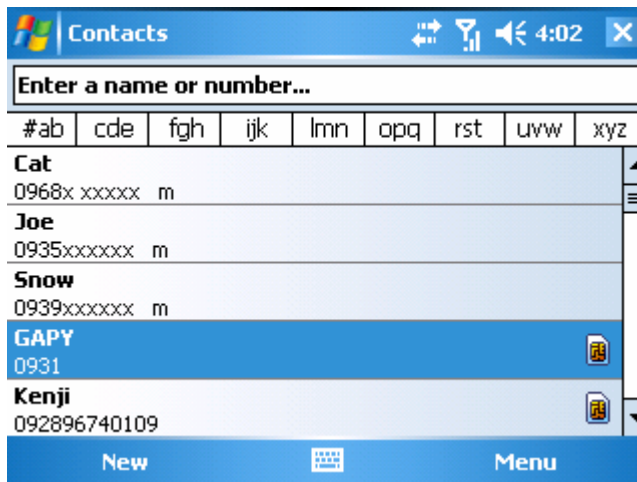 Contacts 4:02
Enter a name or number...
#ab cde fgh ijk lmn opq rst uvw xyz
Cat
0968x xxxxx m
Joe
0935xxxxxx m
Snow
0939xxxxxx m
GAPY
0931
Kenji
092896740109
New Menu